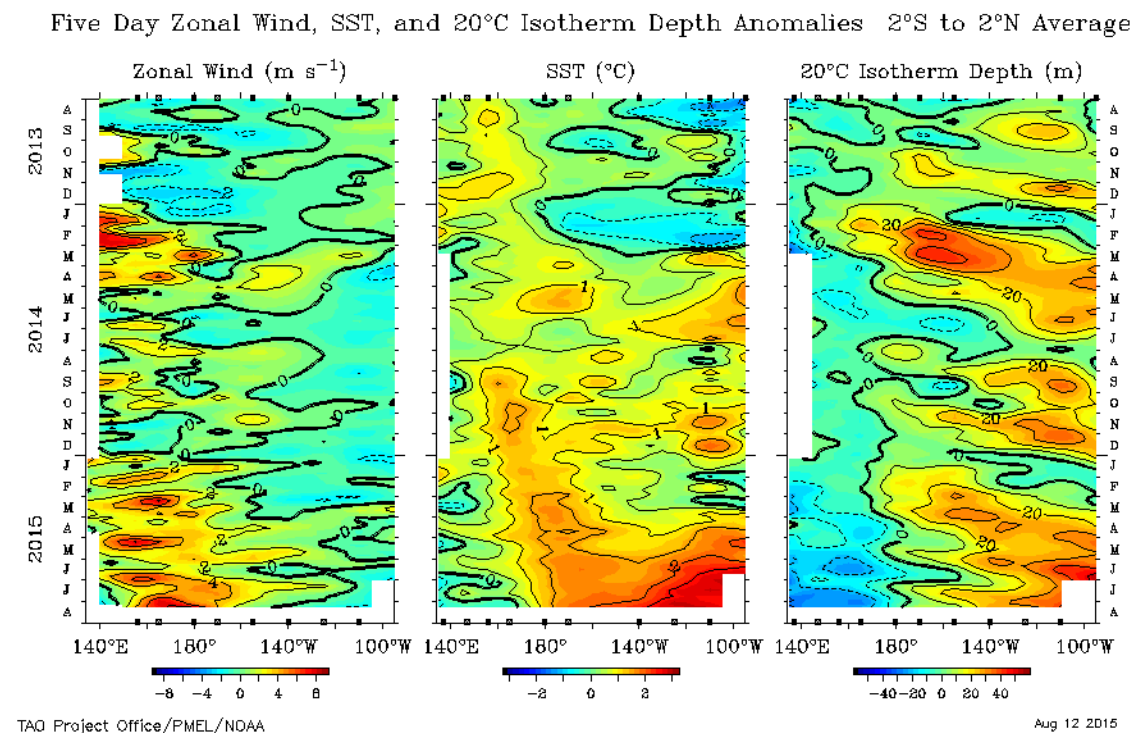 Five Day Zonal Wind, SST, and 20°C Isotherm Depth Anomalies 2°S to 2°N Average
Zonal Wind (m s⁻¹) SST (°C) 20°C Isotherm Depth (m)
2013
2014
2015
A
S
O
N
D
J
F
M
A
M
J
J
A
S
O
N
D
J
F
M
A
M
J
J
A
A
S
O
N
D
J
F
M
A
M
J
J
A
S
O
N
D
J
F
M
A
M
J
J
A
140°E 180° 140°W 100°W 140°E 180° 140°W 100°W 140°E 180° 140°W 100°W
-8 -4 0 4 8 -2 0 2 -40 -20 0 20 40
TAO Project Office/PMEL/NOAA Aug 12 2015